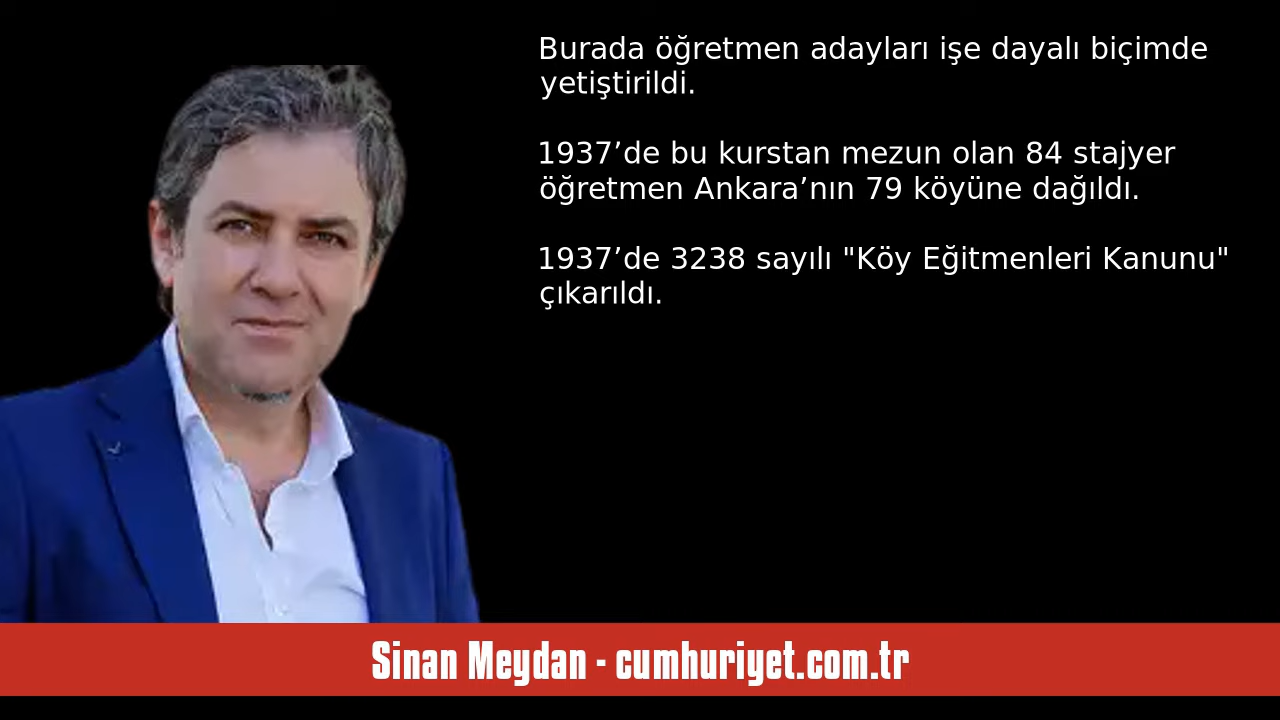 Burada öğretmen adayları işe dayalı biçimde
yetiştirildi.
1937’de bu kurstan mezun olan 84 stajyer
öğretmen Ankara’nın 79 köyüne dağıldı.
1937’de 3238 sayılı "Köy Eğitmenleri Kanunu"
çıkarıldı.
Sinan Meydan - cumhuriyet.com.tr